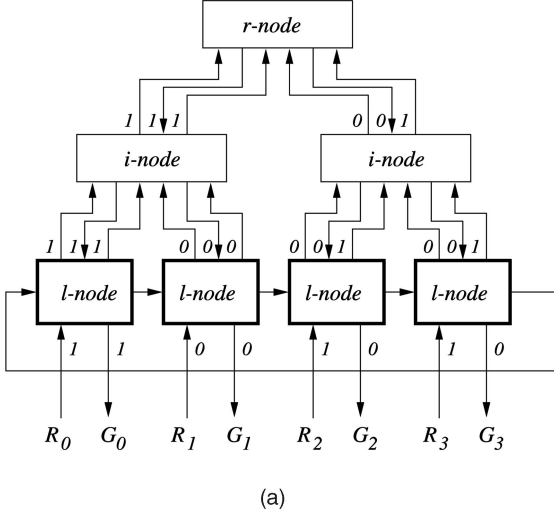 r-node
1 1 1 0 0 1
i-node i-node
1 1 1 0 0 0 0 0 1 0 0 1
l-node l-node l-node l-node
1 1 0 0 1 0 1 0
R0 G0 R1 G1 R2 G2 R3 G3
(a)